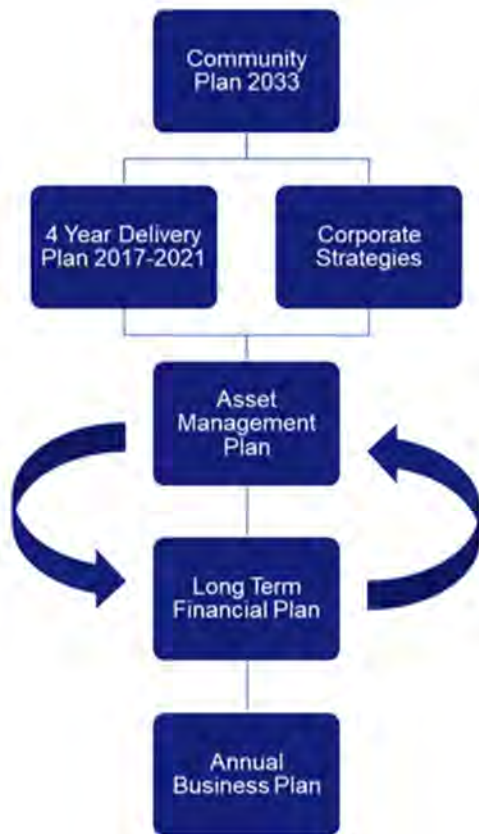 Community
Plan 2033
4 Year Delivery
Plan 2017-2021
Corporate
Strategies
Asset
Management
Plan
Long Term
Financial Plan
Annual
Business Plan